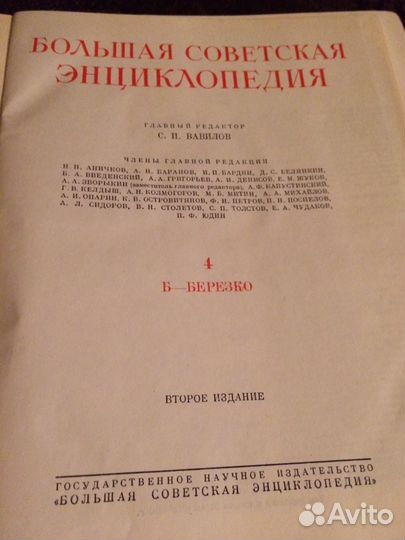 БОЛЬШАЯ СОВЕТСКАЯ
ЭНЦИКЛОПЕДИЯ
ГЛАВНЫЙ РЕДАКТОР
С. И. ВАВИЛОВ
ЧЛЕНЫ ГЛАВНОЙ РЕДАКЦИИ
Н. Н. АНИЧКОВ, А. И. БАРАНОВ, И. П. БАРДИН, Д. С. БЕЛЯНКИН,
Б. А. ВВЕДЕНСКИЙ, А. А. ГРИГОРЬЕВ, А. И. ДЕНИСОВ, Е. М. ЖУКОВ,
А. А. ЗВОРЫКИН (заместитель главного редактора), А. Ф. КАПУСТИНСКИЙ,
Г. В. КЕЛДЫШ, А. Н. КОЛМОГОРОВ, М. Б. МИТИН, А. А. МИХАЙЛОВ,
А. И. ОПАРИН, К. В. ОСТРОВИТЯНОВ, Ф. Н. ПЕТРОВ, П. Н. ПОСПЕЛОВ,
А. Л. СИДОРОВ, В. Н. СТОЛЕТОВ, С. П. ТОЛСТОВ, Е. А. ЧУДАКОВ,
П. Ф. ЮДИН
4
Б—БЕРЕЗКО
ВТОРОЕ ИЗДАНИЕ
ГОСУДАРСТВЕННОЕ НАУЧНОЕ ИЗДАТЕЛЬСТВО
«БОЛЬШАЯ СОВЕТСКАЯ ЭНЦИКЛОПЕДИЯ»
Avito